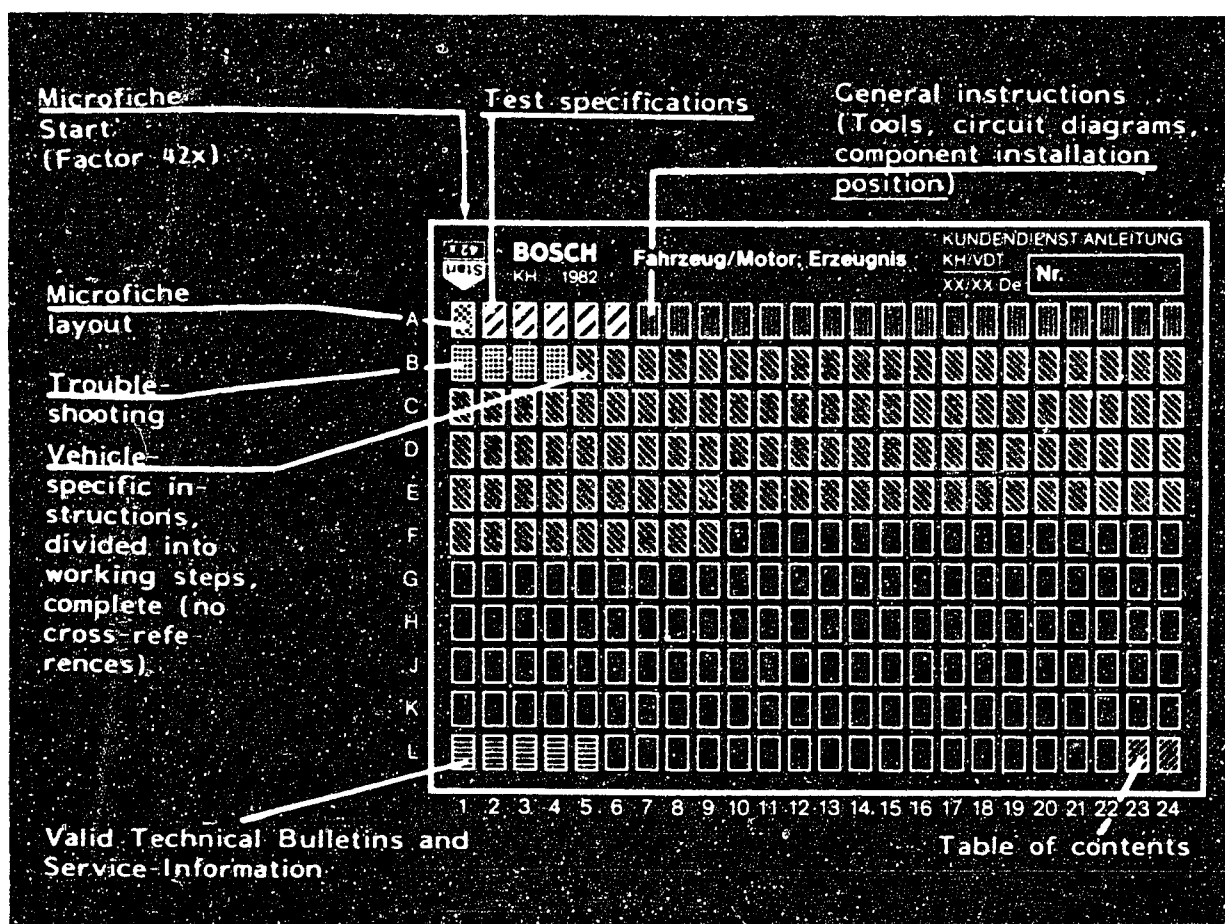 Microfiche
Start
(Factor 42x)
Test specifications
General instructions
(Tools, circuit diagrams,
component installation
position)
Start
42 x
BOSCH
KH 1982
Fahrzeug/Motor, Erzeugnis
KUNDENDIENST ANLEITUNG
KH/VDT
XX/XX De
Nr.
Microfiche
layout
Trouble-
shooting
Vehicle-
specific in-
structions,
divided into
working steps,
complete (no
cross-refe-
rences)
A
B
C
D
E
F
G
H
J
K
L
1 2 3 4 5 6 7 8 9 10 11 12 13 14 15 16 17 18 19 20 21 22 23 24
Valid Technical Bulletins and
Service-Information
Table of contents